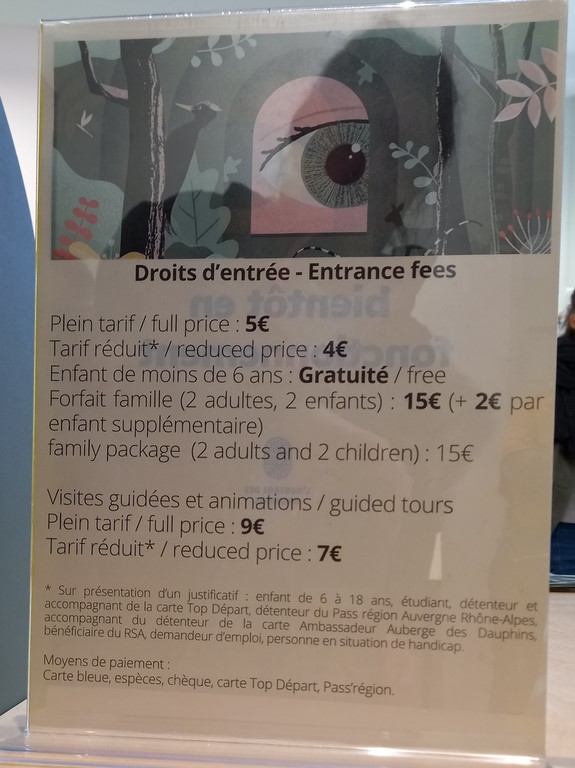 Droits d’entrée - Entrance fees
bientôt en
Plein tarif / full price : 5€
Tarif réduit* / reduced price : 4€
Enfant de moins de 6 ans : Gratuité / free
Forfait famille (2 adultes, 2 enfants) : 15€ (+ 2€ par
enfant supplémentaire)
family package (2 adults and 2 children) : 15€
Visites guidées et animations / guided tours
Plein tarif / full price : 9€
Tarif réduit* / reduced price : 7€
* Sur présentation d’un justificatif : enfant de 6 à 18 ans, étudiant, détenteur et
accompagnant de la carte Top Départ, détenteur du Pass région Auvergne Rhône-Alpes,
accompagnant du détenteur de la carte Ambassadeur Auberge des Dauphins,
bénéficiaire du RSA, demandeur d’emploi, personne en situation de handicap.
Moyens de paiement :
Carte bleue, espèces, chèque, carte Top Départ, Pass’région.